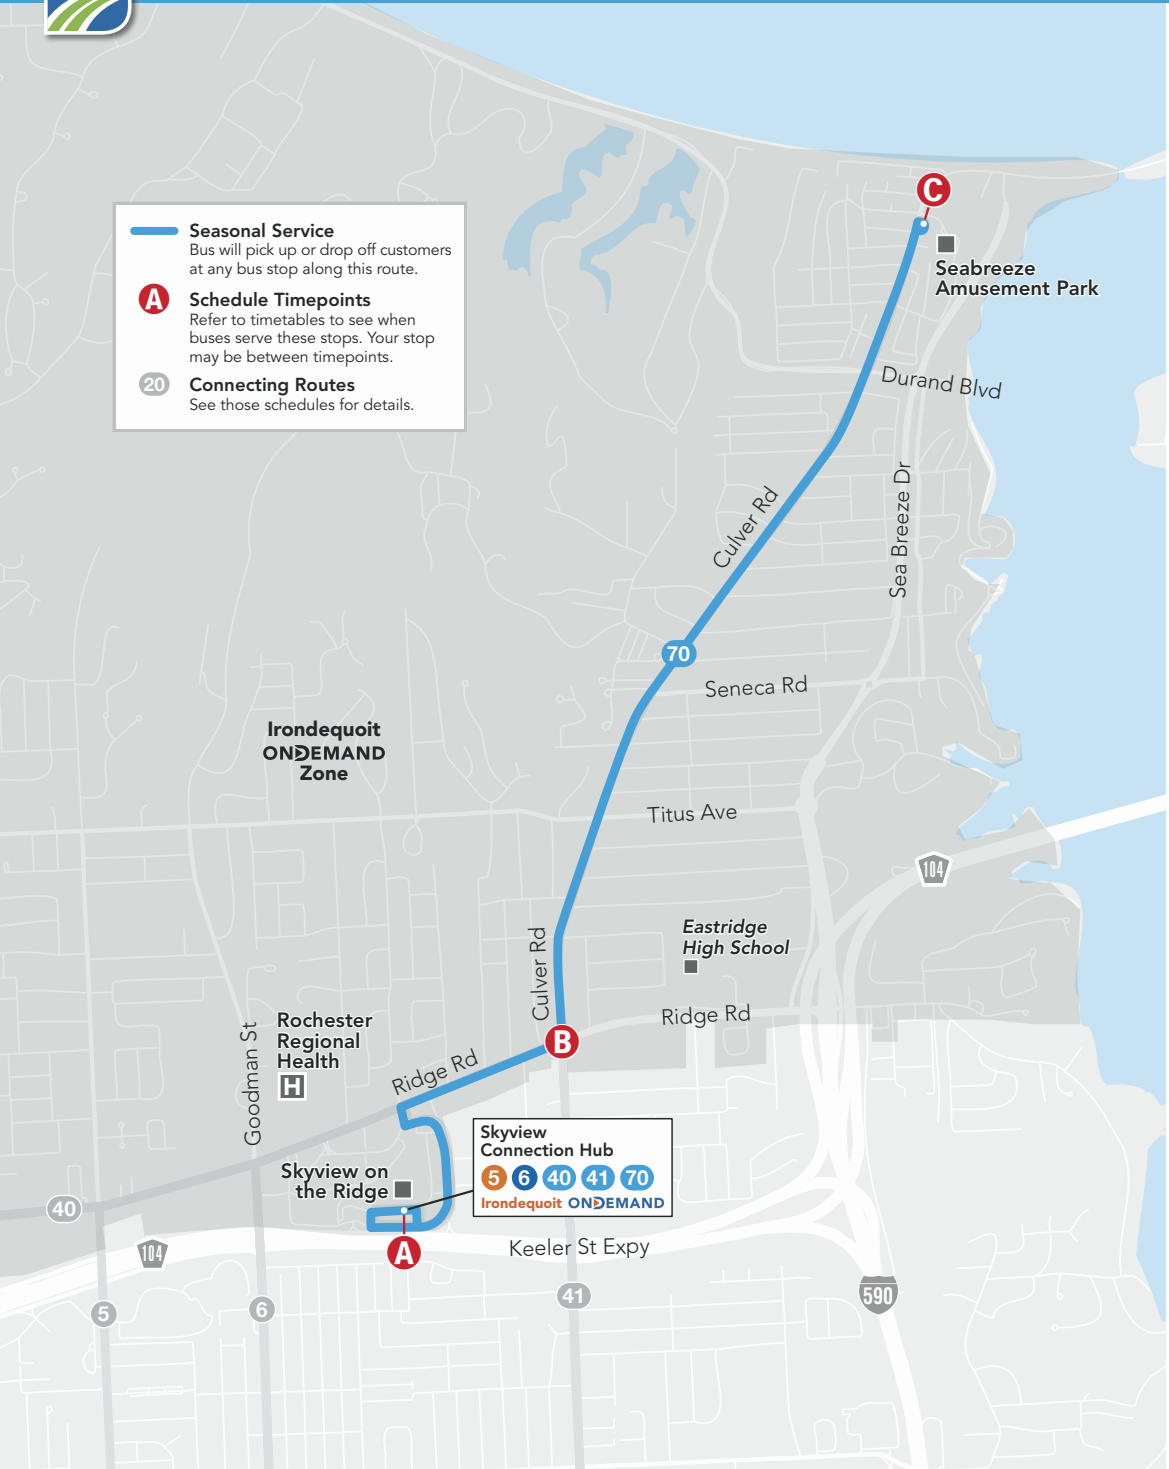 C
Seabreeze
Amusement Park
Seasonal Service
Bus will pick up or drop off customers
at any bus stop along this route.
A
Schedule Timepoints
Refer to timetables to see when
buses serve these stops. Your stop
may be between timepoints.
20
Connecting Routes
See those schedules for details.
Durand Blvd
Culver Rd
Sea Breeze Dr
70
Seneca Rd
Irondequoit
ONDEMAND
Zone
Titus Ave
104
Eastridge
High School
Culver Rd
Ridge Rd
Rochester
Regional
Health
H
Goodman St
B
Ridge Rd
Skyview
Connection Hub
5 6 40 41 70
Irondequoit ONDEMAND
Skyview on
the Ridge
40
A
104
Keeler St Expy
5
6
41
590